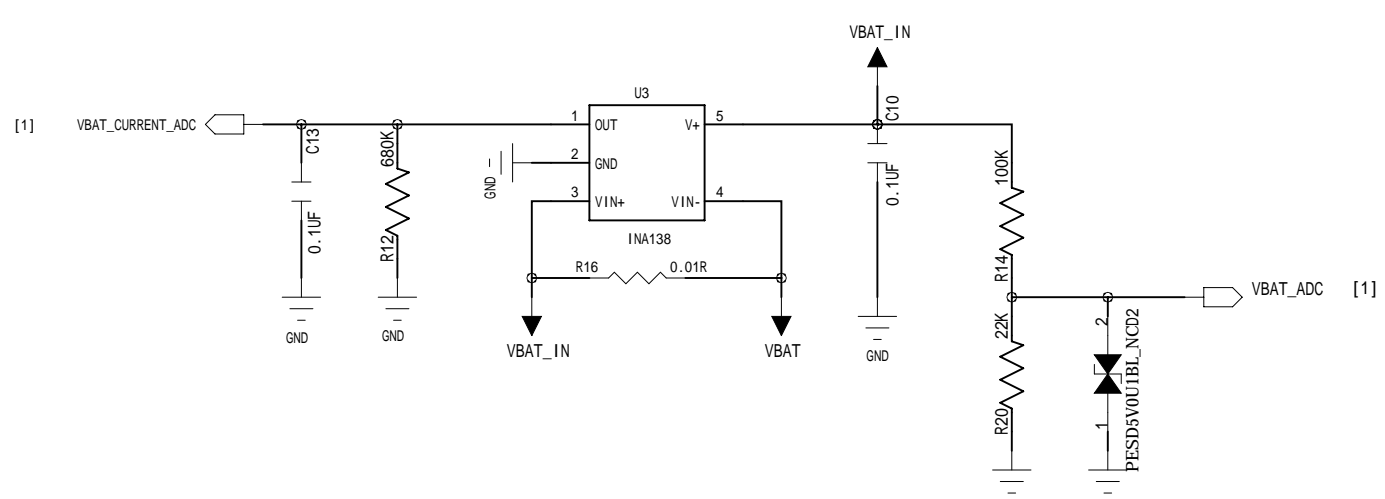 VBAT_IN
[1] VBAT_CURRENT_ADC
C13
0.1UF
GND
680K
R12
GND
U3
1 OUT V+ 5
2 GND
3 VIN+ VIN- 4
GND
INA138
R16 0.01R
VBAT_IN
VBAT
C10
0.1UF
GND
100K
R14
VBAT_ADC [1]
22K
R20
2
1
PESD5V0U1BL_NCD2